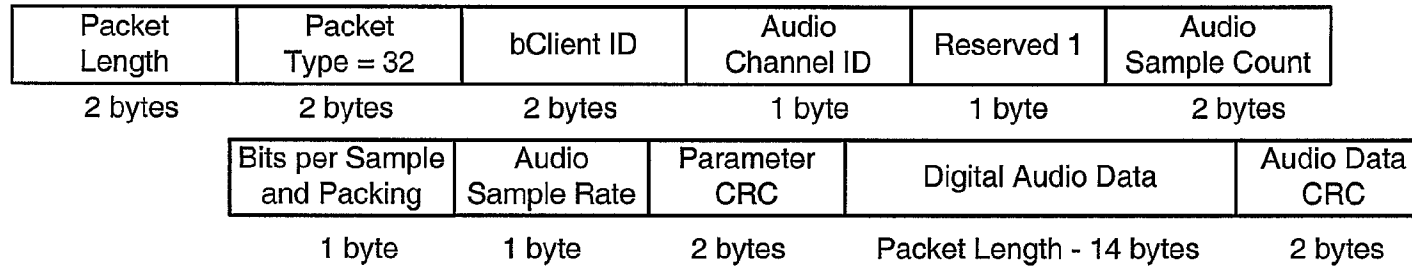 Packet Length
Packet Type = 32
bClient ID
Audio Channel ID
Reserved 1
Audio Sample Count
2 bytes
2 bytes
2 bytes
1 byte
1 byte
2 bytes
Bits per Sample and Packing
Audio Sample Rate
Parameter CRC
Digital Audio Data
Audio Data CRC
1 byte
1 byte
2 bytes
Packet Length - 14 bytes
2 bytes